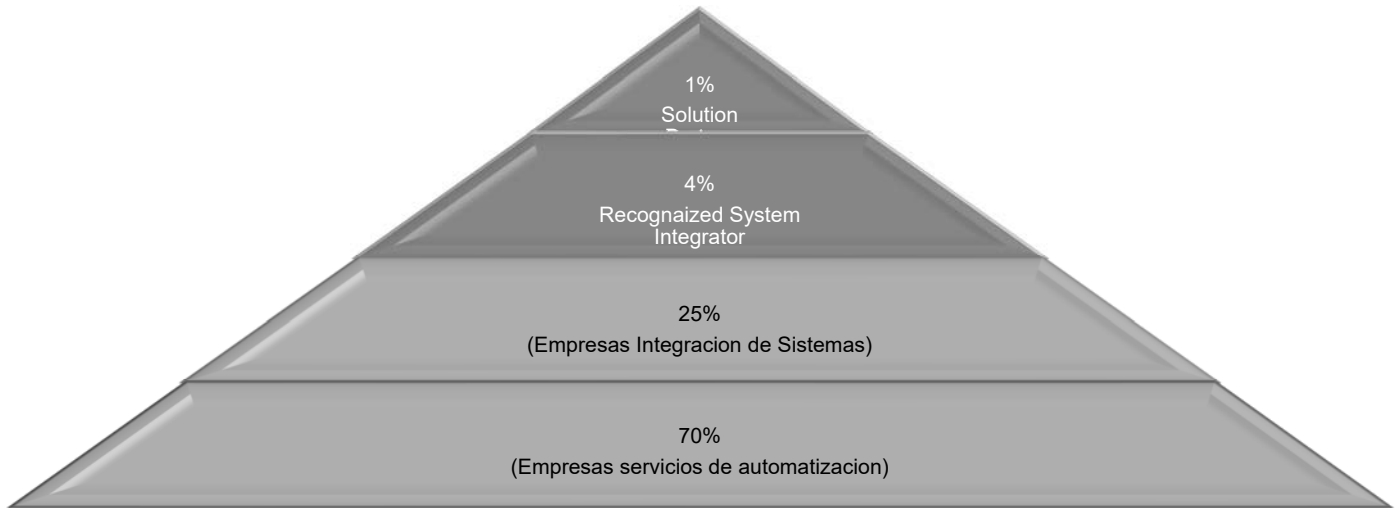 1%
Solution
4%
Recognaized System
Integrator
25%
(Empresas Integracion de Sistemas)
70%
(Empresas servicios de automatizacion)